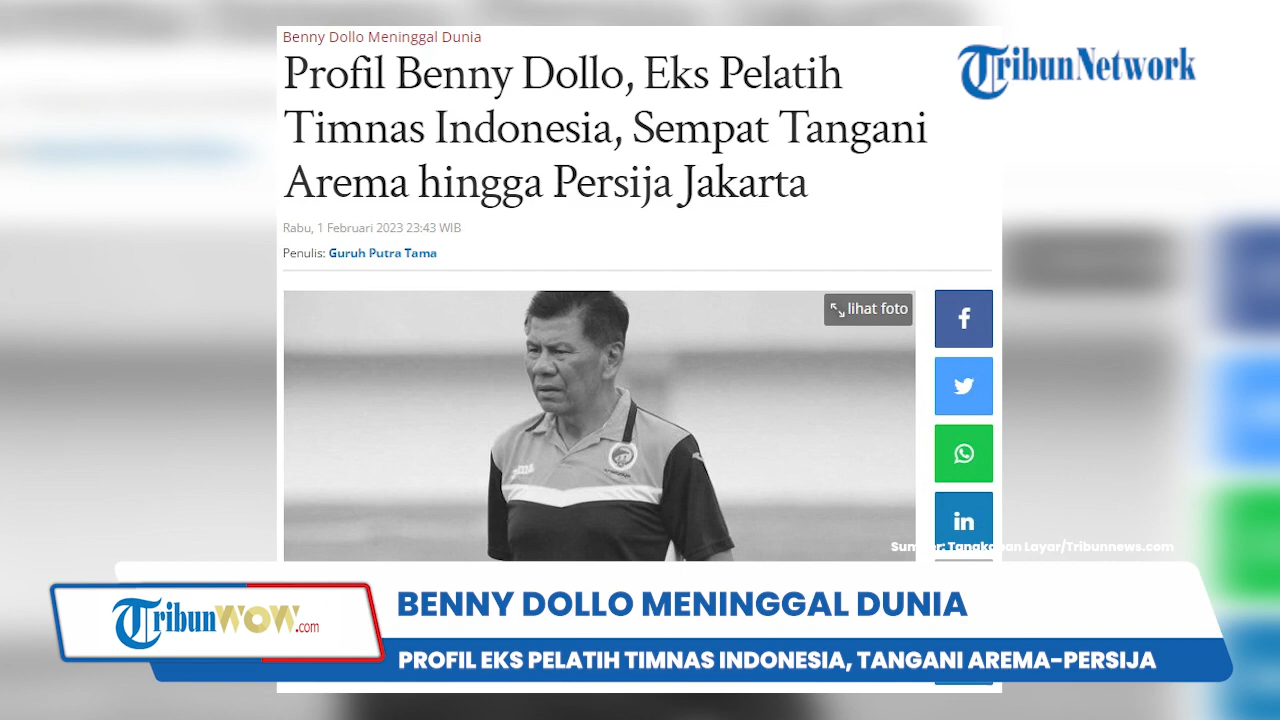 Benny Dollo Meninggal Dunia
Profil Benny Dollo, Eks Pelatih
Timnas Indonesia, Sempat Tangani
Arema hingga Persija Jakarta
TribunNetwork
Rabu, 1 Februari 2023 23:43 WIB
Penulis: Guruh Putra Tama
lihat foto
Sumber: Tangkapan Layar/Tribunnews.com
TribunWOW.com
BENNY DOLLO MENINGGAL DUNIA
PROFIL EKS PELATIH TIMNAS INDONESIA, TANGANI AREMA-PERSIJA